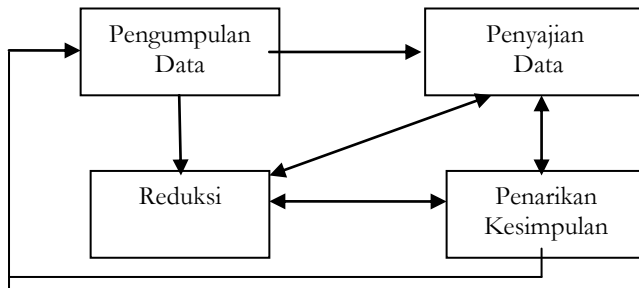 Pengumpulan
Data
Penyajian
Data
Reduksi
Penarikan
Kesimpulan